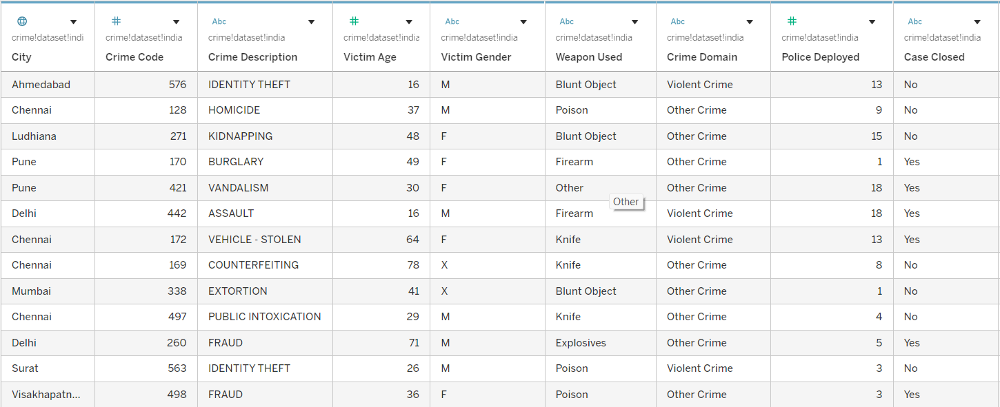 Abc Abc Abc Abc Abc
crime!dataset!indi crime!dataset!india crime!dataset!india crime!dataset!india crime!dataset!india crime!dataset!india crime!dataset!india crime!dataset!india crime!dataset!india
City Crime Code Crime Description Victim Age Victim Gender Weapon Used Crime Domain Police Deployed Case Closed
Ahmedabad 576 IDENTITY THEFT 16 M Blunt Object Violent Crime 13 No
Chennai 128 HOMICIDE 37 M Poison Other Crime 9 No
Ludhiana 271 KIDNAPPING 48 F Blunt Object Other Crime 15 No
Pune 170 BURGLARY 49 F Firearm Other Crime 1 Yes
Pune 421 VANDALISM 30 F Other Other Crime 18 Yes
Other
Delhi 442 ASSAULT 16 M Firearm Violent Crime 18 Yes
Chennai 172 VEHICLE - STOLEN 64 F Knife Violent Crime 13 Yes
Chennai 169 COUNTERFEITING 78 X Knife Other Crime 8 No
Mumbai 338 EXTORTION 41 X Blunt Object Other Crime 1 No
Chennai 497 PUBLIC INTOXICATION 29 M Knife Other Crime 4 No
Delhi 260 FRAUD 71 M Explosives Other Crime 5 Yes
Surat 563 IDENTITY THEFT 26 M Poison Violent Crime 3 No
Visakhapatn... 498 FRAUD 36 F Poison Other Crime 3 Yes